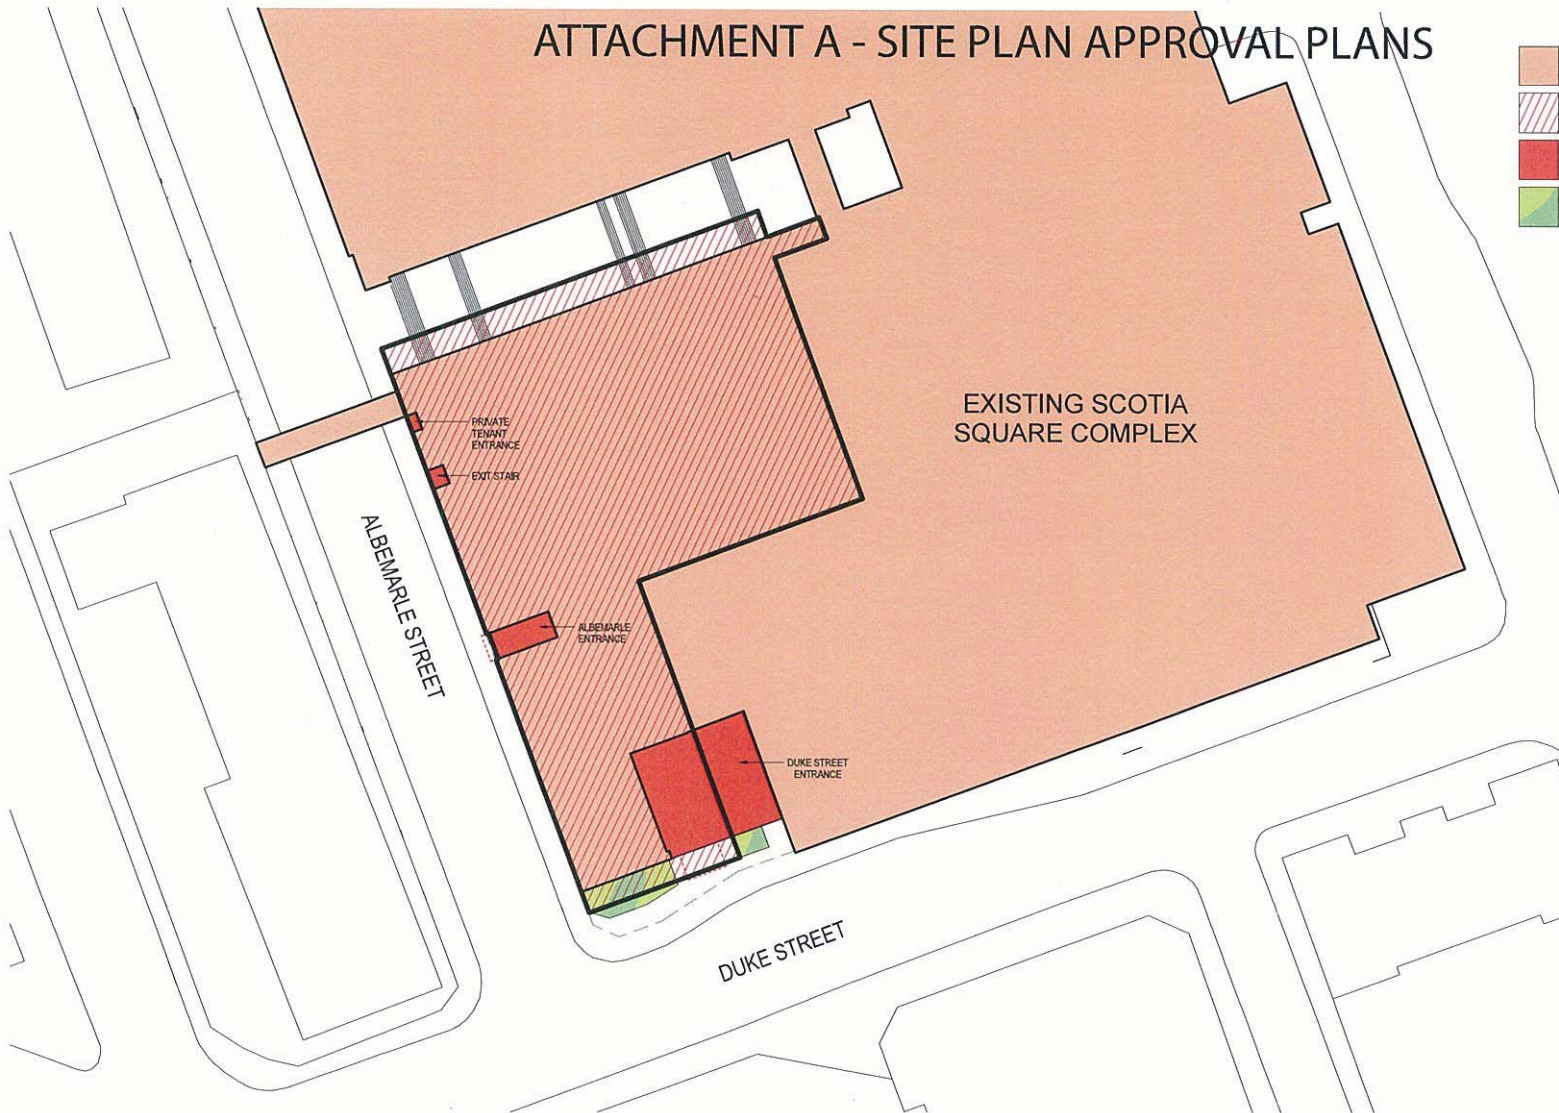 ATTACHMENT A - SITE PLAN APPROVAL PLANS
EXISTING SCOTIA
SQUARE COMPLEX
PRIVATE
TENANT
ENTRANCE
EXIT STAIR
ALBEMARLE STREET
ALBEMARLE
ENTRANCE
DUKE STREET
ENTRANCE
DUKE STREET